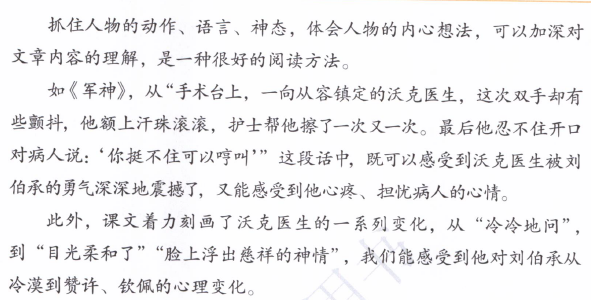 抓住人物的动作、语言、神态，体会人物的内心想法，可以加深对
文章内容的理解，是一种很好的阅读方法。
如《军神》，从“手术台上，一向从容镇定的沃克医生，这次双手却有
些颤抖，他额上汗珠滚滚，护士帮他擦了一次又一次。最后他忍不住开口
对病人说：‘你挺不住可以哼叫’”这段话中，既可以感受到沃克医生被刘
伯承的勇气深深地震撼了，又能感受到他心疼、担忧病人的心情。
此外，课文着力刻画了沃克医生的一系列变化，从“冷冷地问”，
到“目光柔和了”“脸上浮出慈祥的神情”，我们能感受到他对刘伯承从
冷漠到赞许、钦佩的心理变化。